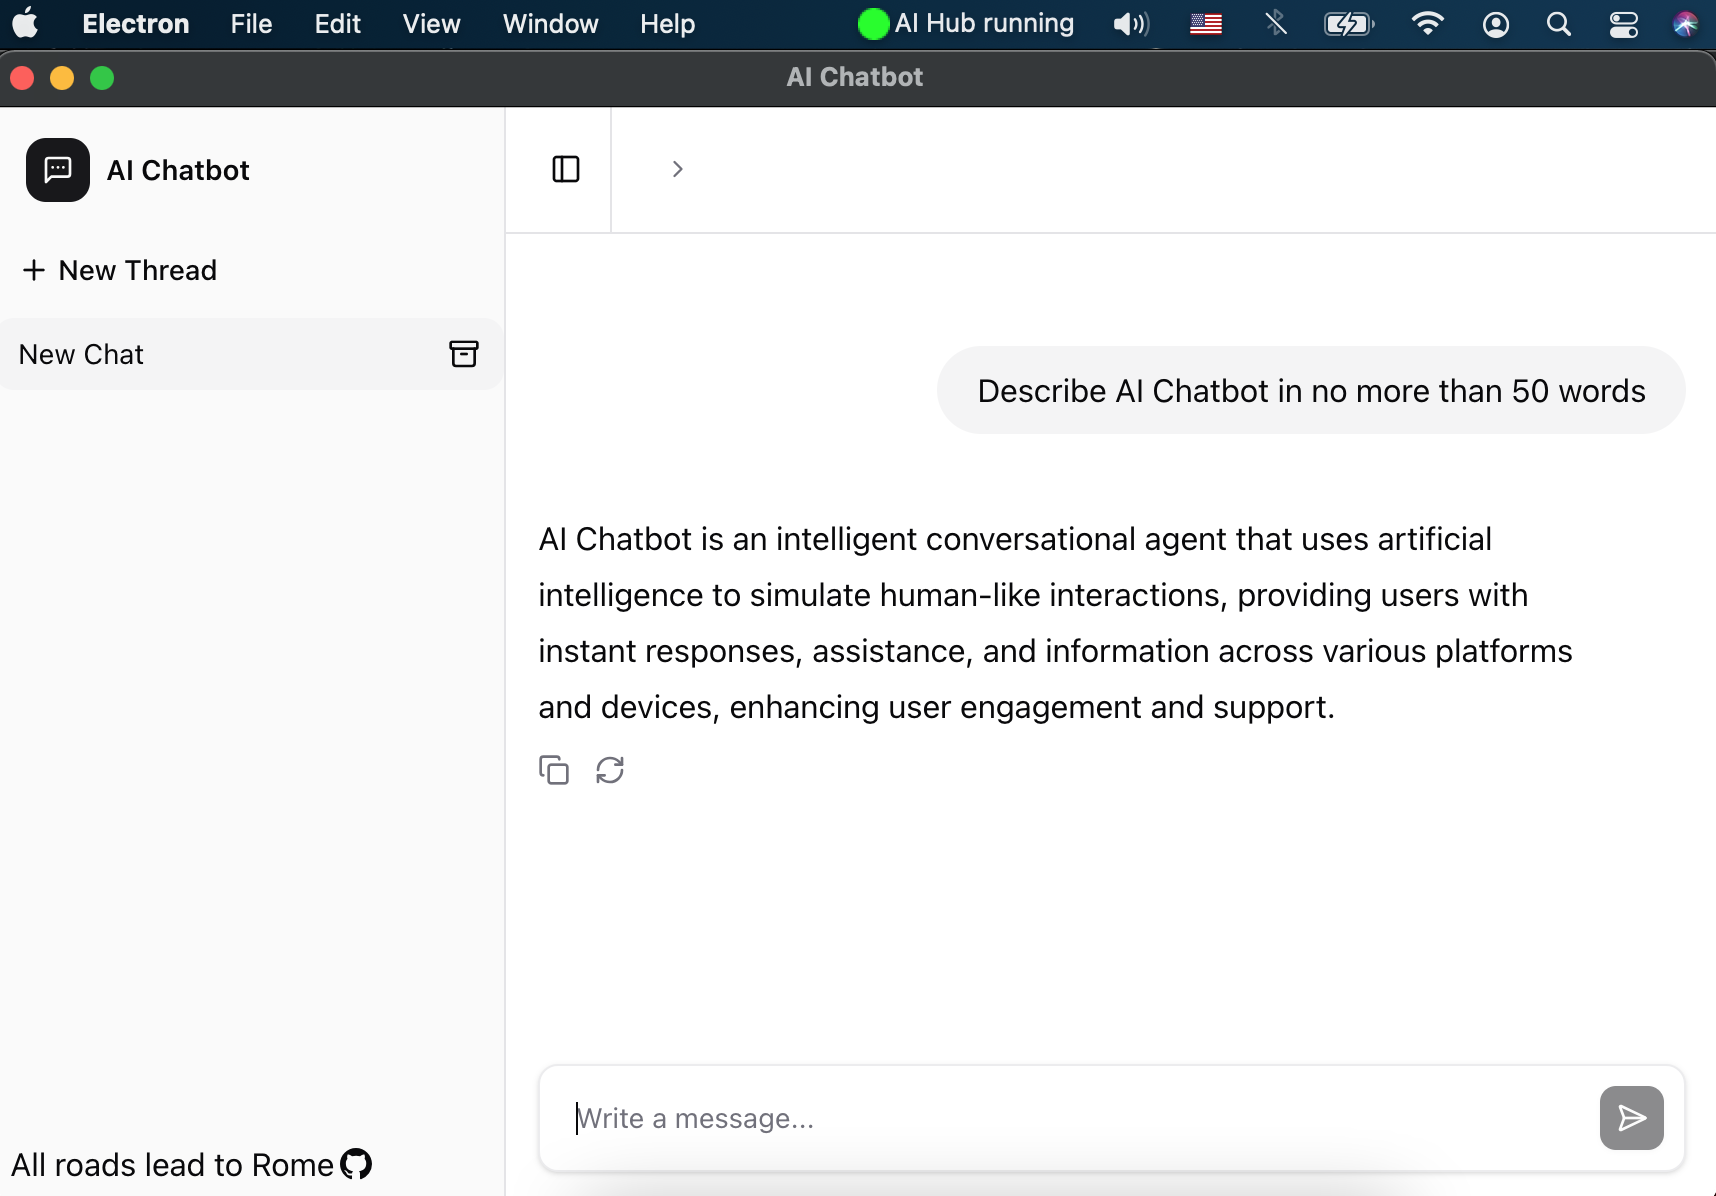 Electron File Edit View Window Help AI Hub running
AI Chatbot
AI Chatbot
+ New Thread
New Chat
Describe AI Chatbot in no more than 50 words
AI Chatbot is an intelligent conversational agent that uses artificial
intelligence to simulate human-like interactions, providing users with
instant responses, assistance, and information across various platforms
and devices, enhancing user engagement and support.
Write a message...
All roads lead to Rome